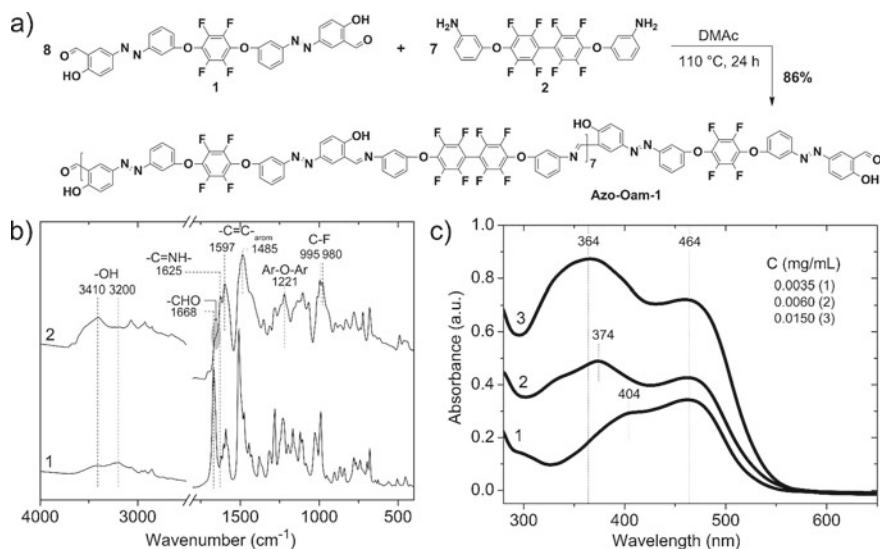 a)
8
1
+
7
2
DMAc
110 °C, 24 h
86%
OH
O
HO
N
N
F
F
F
F
H₂N
NH₂
Azo-Oam-1
7
b)
-C=C-arom
1597 1485
C-F
995 980
-C=NH-
1625
Ar-O-Ar
1221
-OH
3410 3200
-CHO
1668
2
1
4000 3000 1500 1000 500
Wavenumber (cm⁻¹)
c)
1.0
0.8
0.6
0.4
0.2
0.0
Absorbance (a.u.)
364 464
C (mg/mL)
0.0035 (1)
0.0060 (2)
0.0150 (3)
3
374
2
404
1
300 400 500 600
Wavelength (nm)